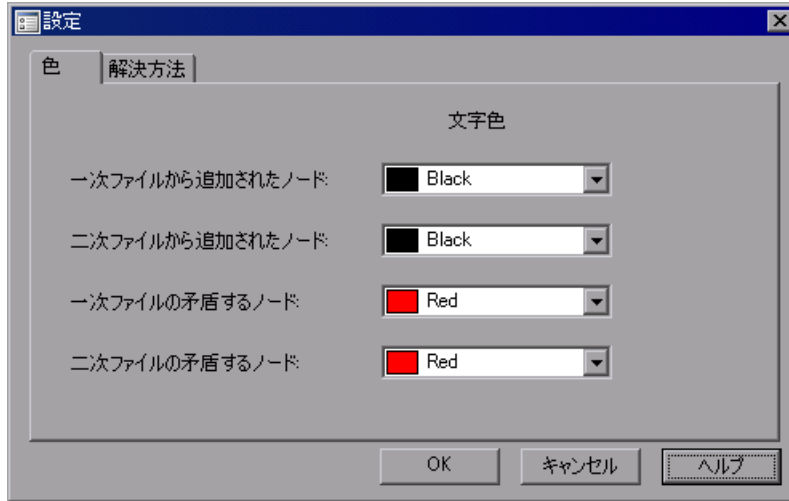 設定
色 解決方法
文字色
一次ファイルから追加されたノード: Black
二次ファイルから追加されたノード: Black
一次ファイルの矛盾するノード: Red
二次ファイルの矛盾するノード: Red
OK キャンセル ヘルプ